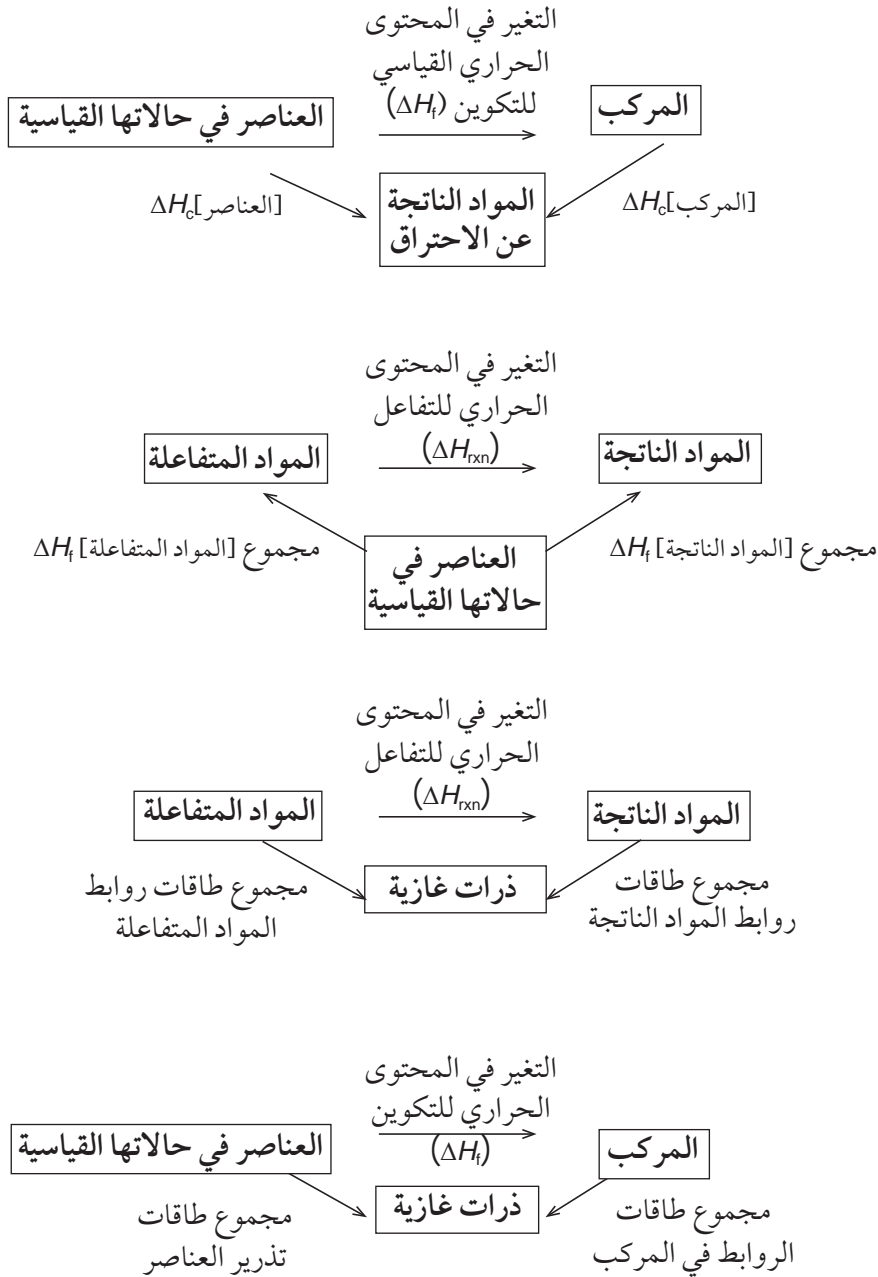 التغير في المحتوى
الحراري القياسي
للتكوين (ΔHf)
المركب
العناصر في حالاتها القياسية
المواد الناتجة
عن الاحتراق
ΔHc[المركب]
ΔHc[العناصر]
التغير في المحتوى
الحراري للتفاعل
(ΔHrxn)
المواد الناتجة
المواد المتفاعلة
مجموع ΔHf [المواد الناتجة]
العناصر في
حالاتها القياسية
مجموع ΔHf [المواد المتفاعلة]
التغير في المحتوى
الحراري للتفاعل
(ΔHrxn)
المواد الناتجة
المواد المتفاعلة
ذرات غازية
مجموع طاقات
روابط المواد الناتجة
مجموع طاقات روابط
المواد المتفاعلة
التغير في المحتوى
الحراري للتكوين
(ΔHf)
المركب
العناصر في حالاتها القياسية
ذرات غازية
مجموع طاقات
الروابط في المركب
مجموع طاقات
تذرير العناصر